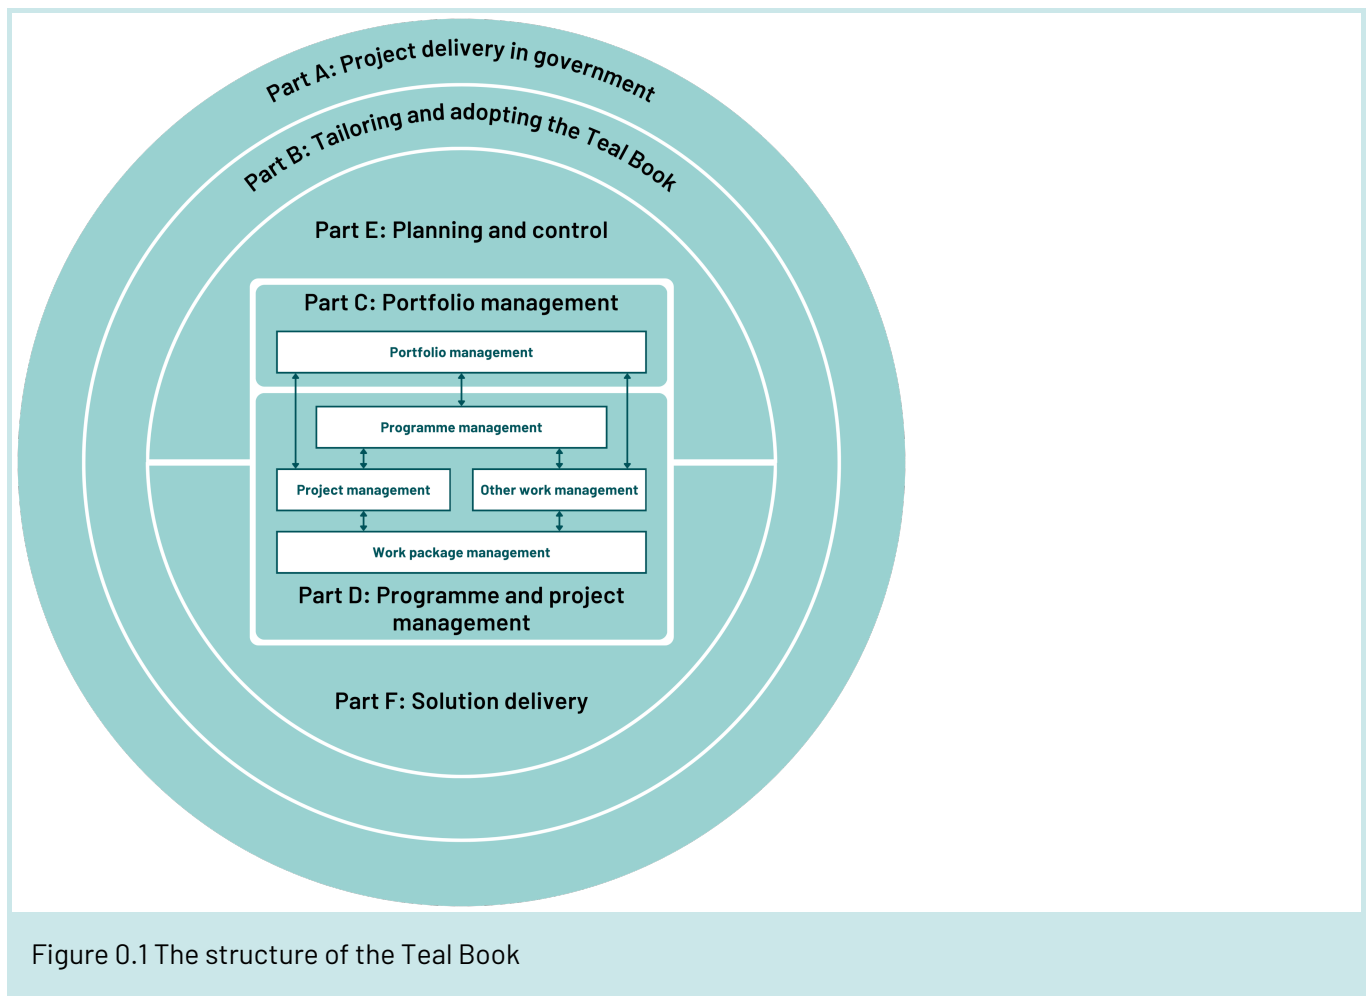 Part A: Project delivery in government
Part B: Tailoring and adopting the Teal Book
Part E: Planning and control
Part C: Portfolio management
Portfolio management
Programme management
Project management
Other work management
Work package management
Part D: Programme and project
management
Part F: Solution delivery
Figure 0.1 The structure of the Teal Book